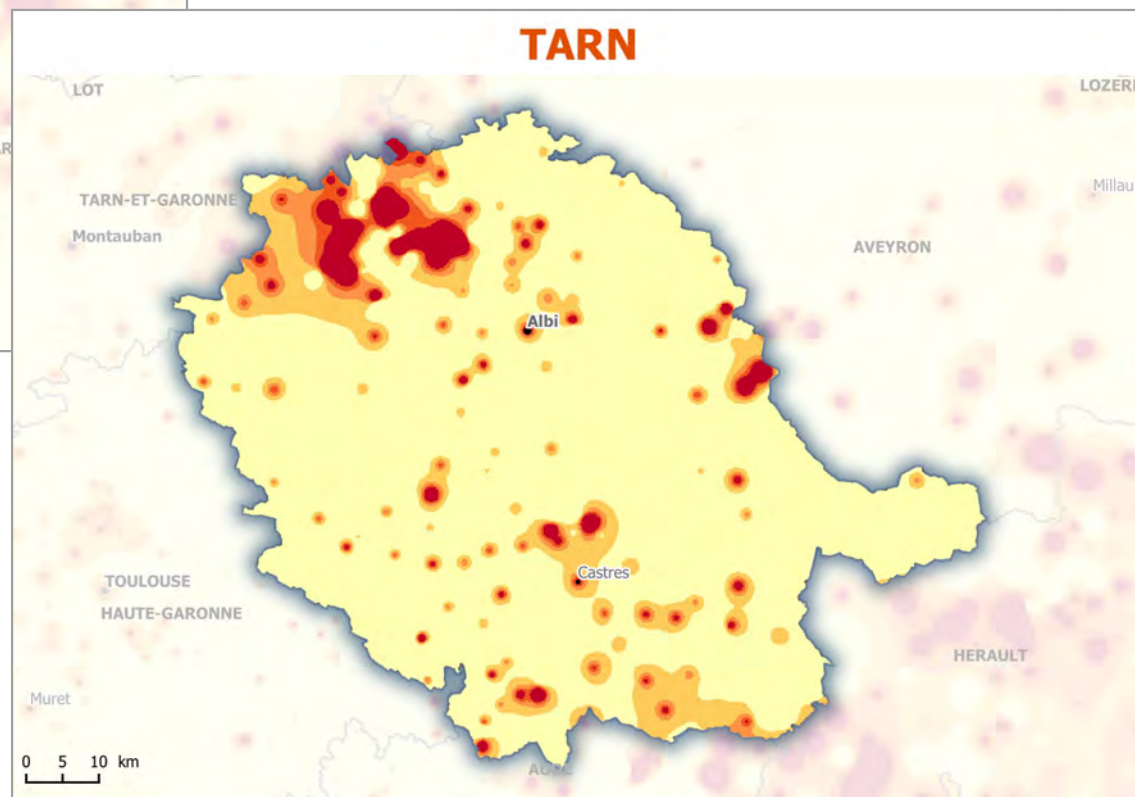 TARN
LOT
LOZERE
TARN-ET-GARONNE
Millau
Montauban
AVEYRON
Albi
Castres
TOULOUSE
HAUTE-GARONNE
HERAULT
Muret
0 5 10 km